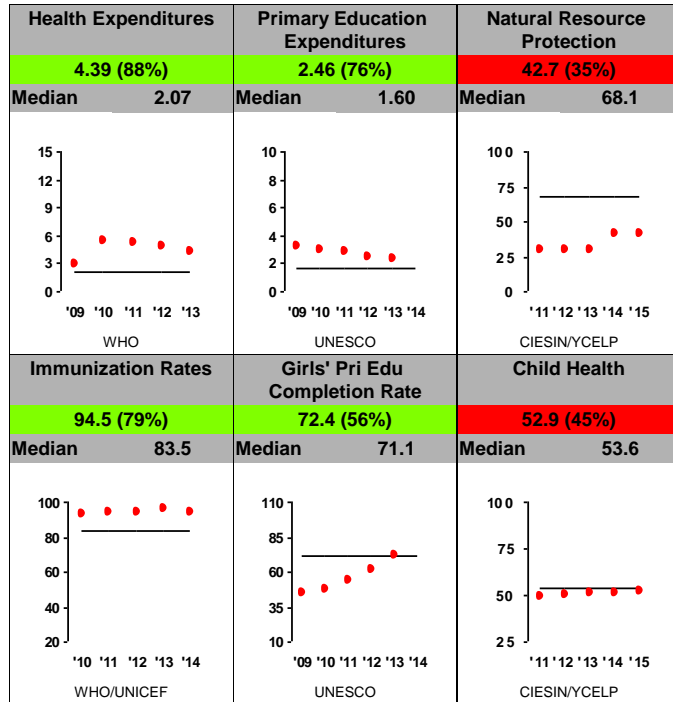 Health Expenditures
4.39 (88%)
Median 2.07
15
12
9
6
3
0
'09 '10 '11 '12 '13
WHO
Primary Education
Expenditures
2.46 (76%)
Median 1.60
10
8
6
4
2
0
'09 '10 '11 '12 '13 '14
UNESCO
Natural Resource
Protection
42.7 (35%)
Median 68.1
100
75
50
25
0
'11 '12 '13 '14 '15
CIESIN/YCELP
Immunization Rates
94.5 (79%)
Median 83.5
100
80
60
40
20
'10 '11 '12 '13 '14
WHO/UNICEF
Girls' Pri Edu
Completion Rate
72.4 (56%)
Median 71.1
110
85
60
35
10
'09 '10 '11 '12 '13 '14
UNESCO
Child Health
52.9 (45%)
Median 53.6
100
75
50
25
'11 '12 '13 '14 '15
CIESIN/YCELP